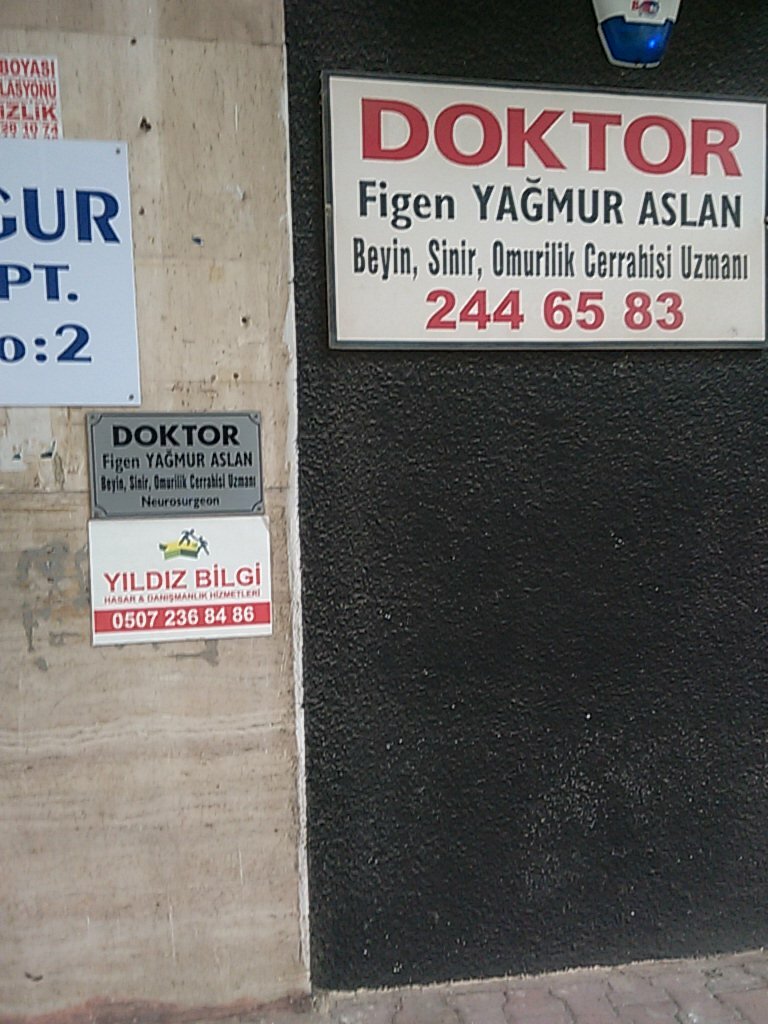 BOYASI
LASYONU
İZLİK
GUR
PT.
o:2
DOKTOR
Figen YAĞMUR ASLAN
Beyin, Sinir, Omurilik Cerrahisi Uzmanı
244 65 83
DOKTOR
Figen YAĞMUR ASLAN
Beyin, Sinir, Omurilik Cerrahisi Uzmanı
Neurosurgeon
YILDIZ BİLGİ
HASAR & DANIŞMANLIK HİZMETLERİ
0507 236 84 86